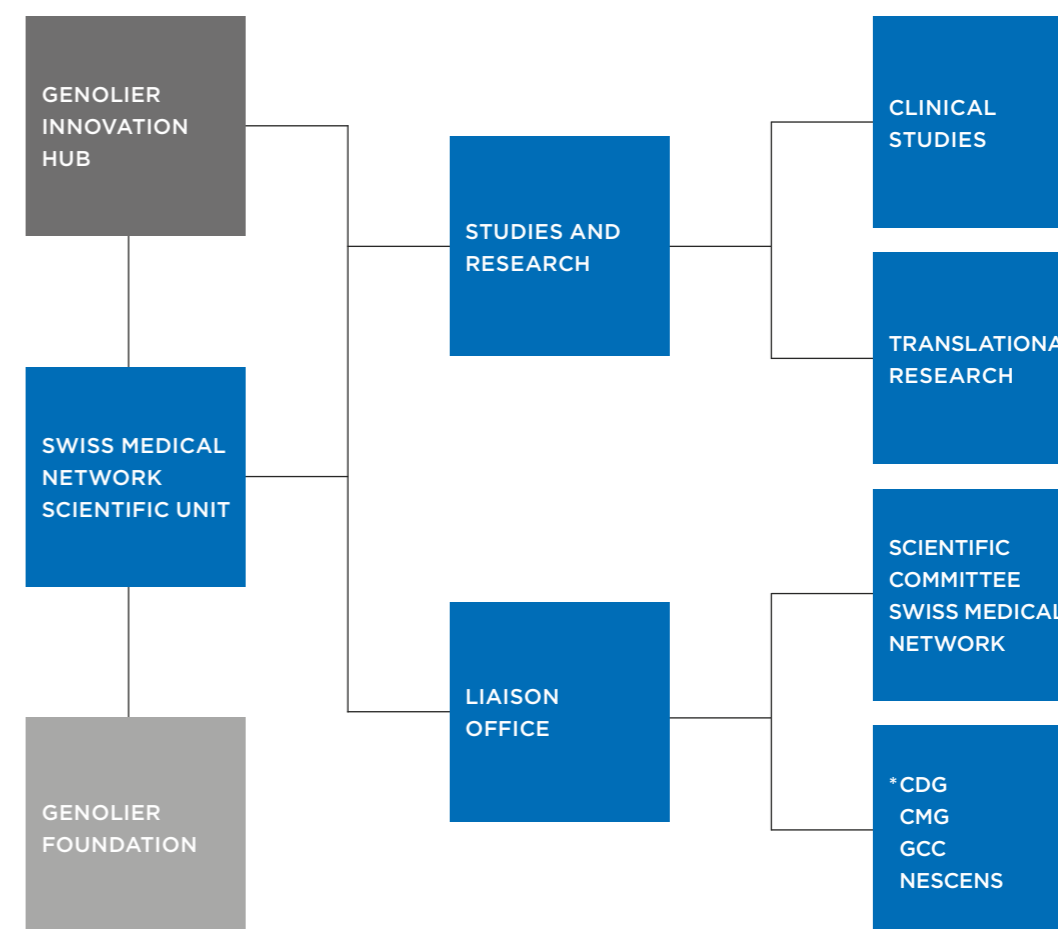 GENOLIER
INNOVATION
HUB
SWISS MEDICAL
NETWORK
SCIENTIFIC UNIT
GENOLIER
FOUNDATION
STUDIES AND
RESEARCH
LIAISON
OFFICE
CLINICAL
STUDIES
TRANSLATIONA
RESEARCH
SCIENTIFIC
COMMITTEE
SWISS MEDICAL
NETWORK
*CDG
CMG
GCC
NESCENS